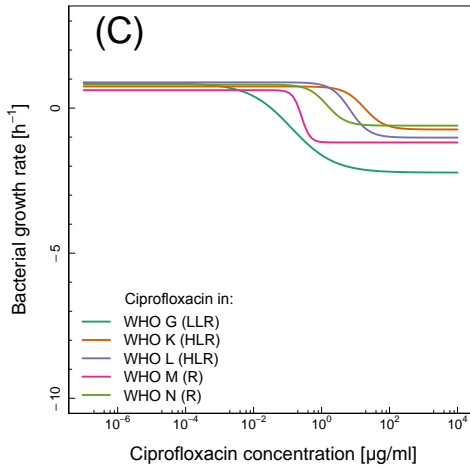 (C)
Bacterial growth rate [h⁻¹]
0
−5
−10
Ciprofloxacin in:
WHO G (LLR)
WHO K (HLR)
WHO L (HLR)
WHO M (R)
WHO N (R)
10⁻⁶ 10⁻⁴ 10⁻² 10⁰ 10² 10⁴
Ciprofloxacin concentration [µg/ml]